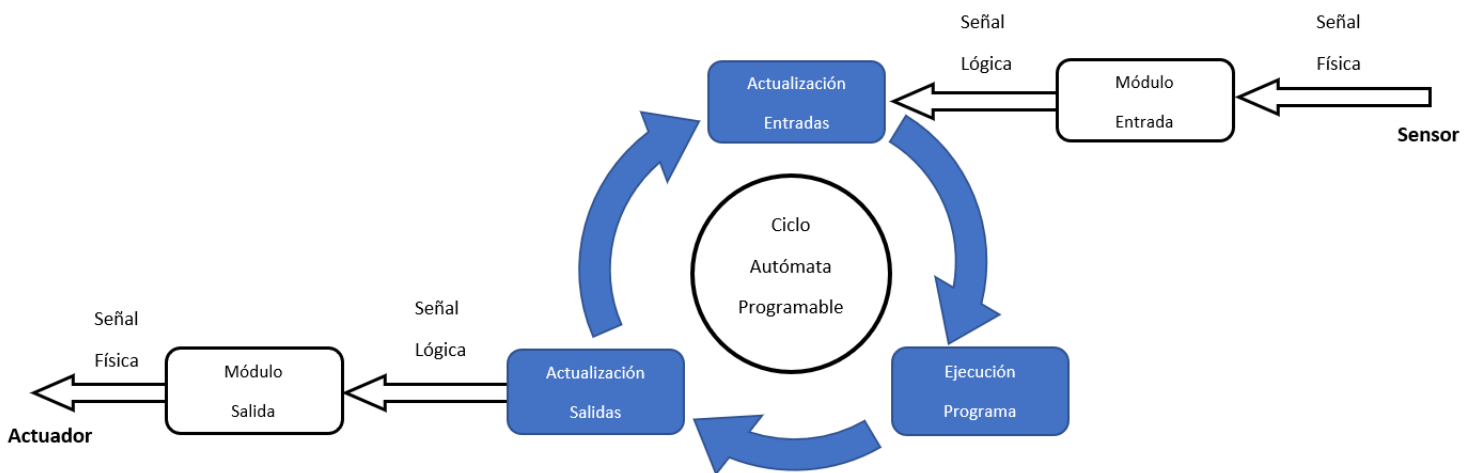 Señal
Lógica
Señal
Física
Actualización
Entradas
Módulo
Entrada
Sensor
Ciclo
Autómata
Programable
Señal
Física
Señal
Lógica
Módulo
Salida
Actualización
Salidas
Ejecución
Programa
Actuador